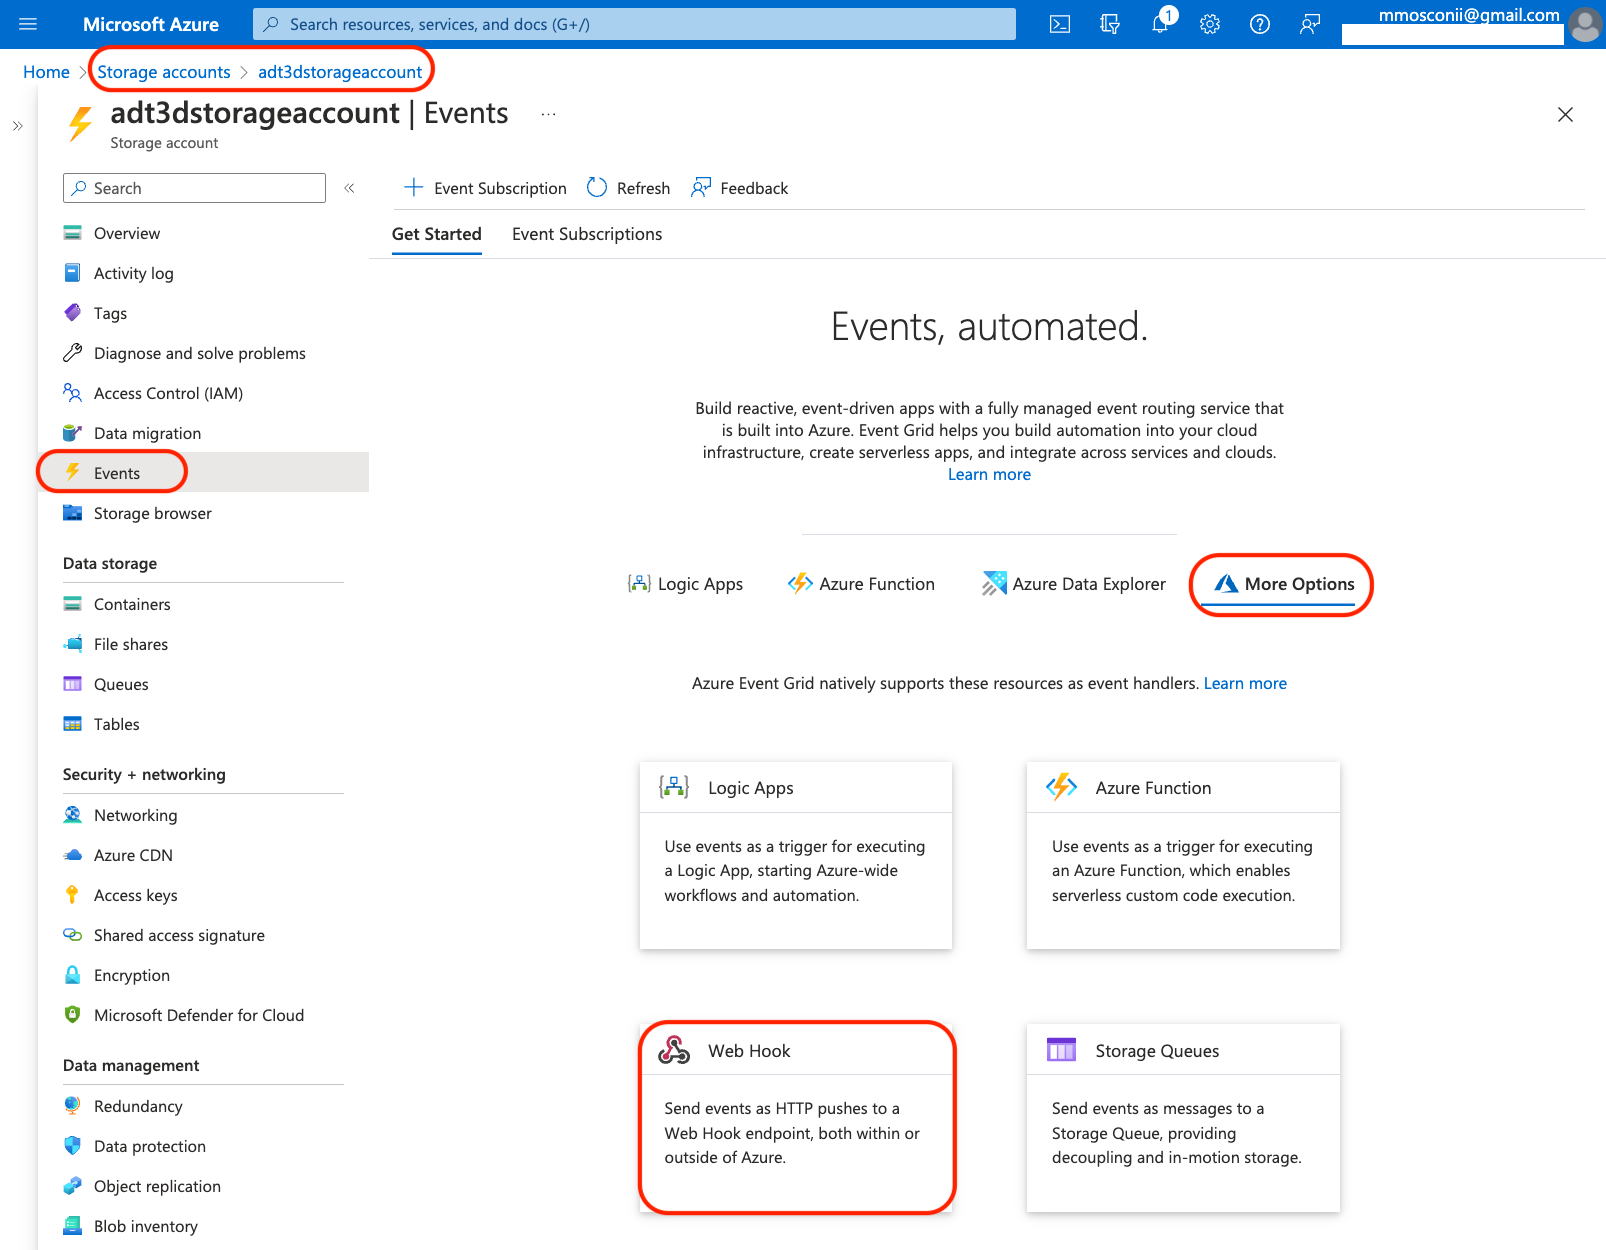 Microsoft Azure
Search resources, services, and docs (G+/)
1
mmosconii@gmail.com
Home
Storage accounts
adt3dstorageaccount
adt3dstorageaccount | Events
...
Storage account
Search
Event Subscription
Refresh
Feedback
Overview
Activity log
Tags
Diagnose and solve problems
Access Control (IAM)
Data migration
Events
Storage browser
Data storage
Containers
File shares
Queues
Tables
Security + networking
Networking
Azure CDN
Access keys
Shared access signature
Encryption
Microsoft Defender for Cloud
Data management
Redundancy
Data protection
Object replication
Blob inventory
Get Started
Event Subscriptions
Events, automated.
Build reactive, event-driven apps with a fully managed event routing service that
is built into Azure. Event Grid helps you build automation into your cloud
infrastructure, create serverless apps, and integrate across services and clouds.
Learn more
Logic Apps
Azure Function
Azure Data Explorer
More Options
Azure Event Grid natively supports these resources as event handlers. Learn more
Logic Apps
Use events as a trigger for executing
a Logic App, starting Azure-wide
workflows and automation.
Azure Function
Use events as a trigger for executing
an Azure Function, which enables
serverless custom code execution.
Web Hook
Send events as HTTP pushes to a
Web Hook endpoint, both within or
outside of Azure.
Storage Queues
Send events as messages to a
Storage Queue, providing
decoupling and in-motion storage.